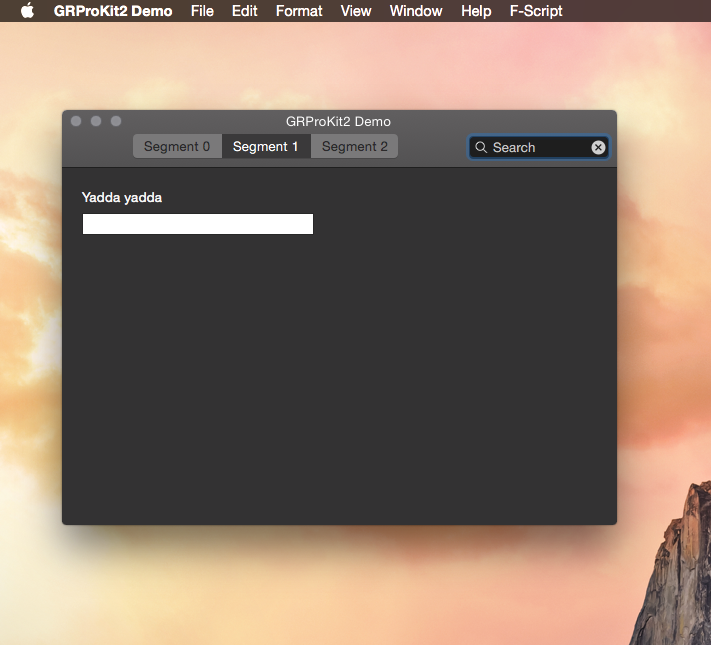 GRProKit2 Demo File Edit Format View Window Help F-Script
GRProKit2 Demo
Segment 0 Segment 1 Segment 2 Search
Yadda yadda